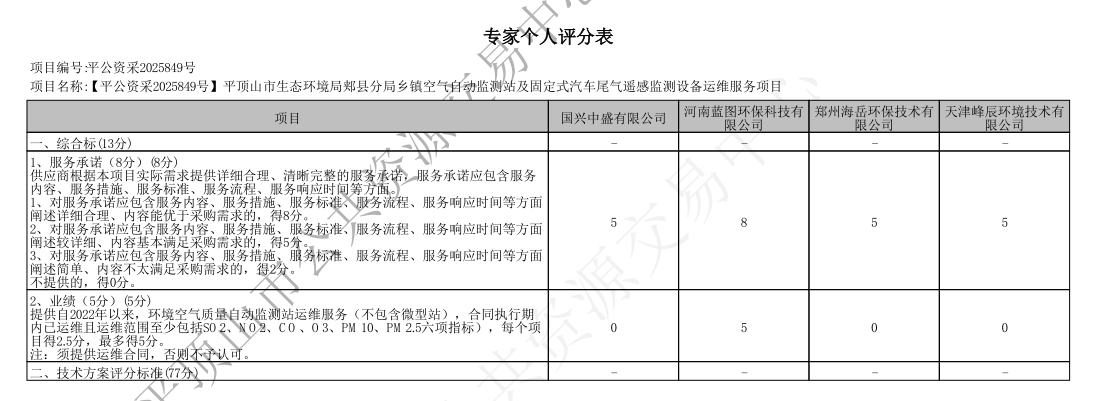 专家个人评分表
项目编号:平公资采2025849号
项目名称:【平公资采2025849号】平顶山市生态环境局郏县分局乡镇空气自动监测站及固定式汽车尾气遥感监测设备运维服务项目
项目 国兴中盛有限公司 河南蓝图环保科技有限公司 郑州海岳环保技术有限公司 天津峰辰环境技术有限公司
一、综合标(13分) - - - -
1、服务承诺（8分）(8分)
供应商根据本项目实际需求提供详细合理、清晰完整的服务承诺，服务承诺应包含服务
内容、服务措施、服务标准、服务流程、服务响应时间等方面。
1、对服务承诺应包含服务内容、服务措施、服务标准、服务流程、服务响应时间等方面
阐述详细合理、内容能优于采购需求的，得8分。
2、对服务承诺应包含服务内容、服务措施、服务标准、服务流程、服务响应时间等方面
阐述较详细、内容基本满足采购需求的，得5分。
3、对服务承诺应包含服务内容、服务措施、服务标准、服务流程、服务响应时间等方面
阐述简单、内容不太满足采购需求的，得2分。
不提供的，得0分。
5 8 5 5
2、业绩（5分）(5分)
提供自2022年以来，环境空气质量自动监测站运维服务（不包含微型站），合同执行期
内已运维且运维范围至少包括SO2、NO2、CO、O3、PM10、PM2.5六项指标），每个项
目得2.5分，最多得5分。
注：须提供运维合同，否则不予认可。
0 5 0 0
二、技术方案评分标准(77分) - - - -
平顶山市公共资源交易中心
共资源交易中心